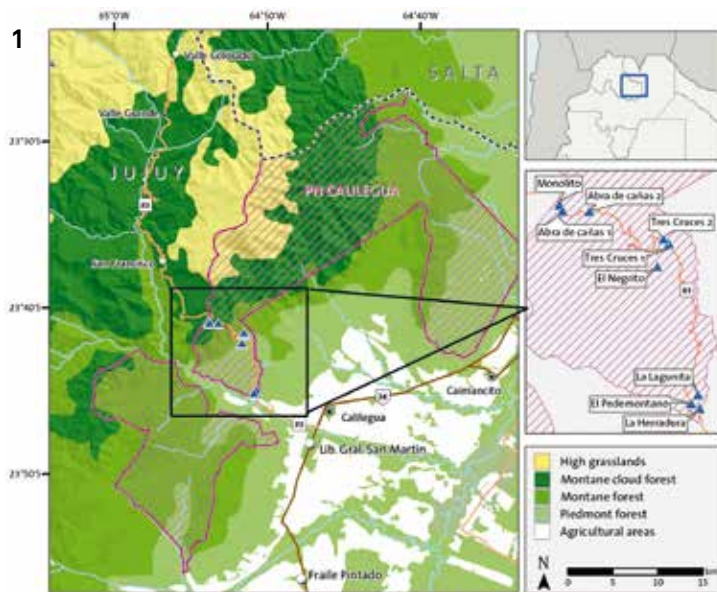 1
65°0'W
64°50'W
64°40'W
Valle Colorado
SALTA
Valle Grande
23°30'S
JUJUY
83
PN CALILEGUA
San Francisco
23°40'S
34
Caimancito
Calilegua
83
Lib. Gral. San Martín
23°50'S
Fraile Pintado
Monolito
Abra de cañas 2
Abra de cañas 1
Tres Cruces 2
Tres Cruces 1
El Negrito
83
La Lagunita
El Pedemontano
La Herradura
High grasslands
Montane cloud forest
Montane forest
Piedmont forest
Agricultural areas
N
0 5 10 15 km